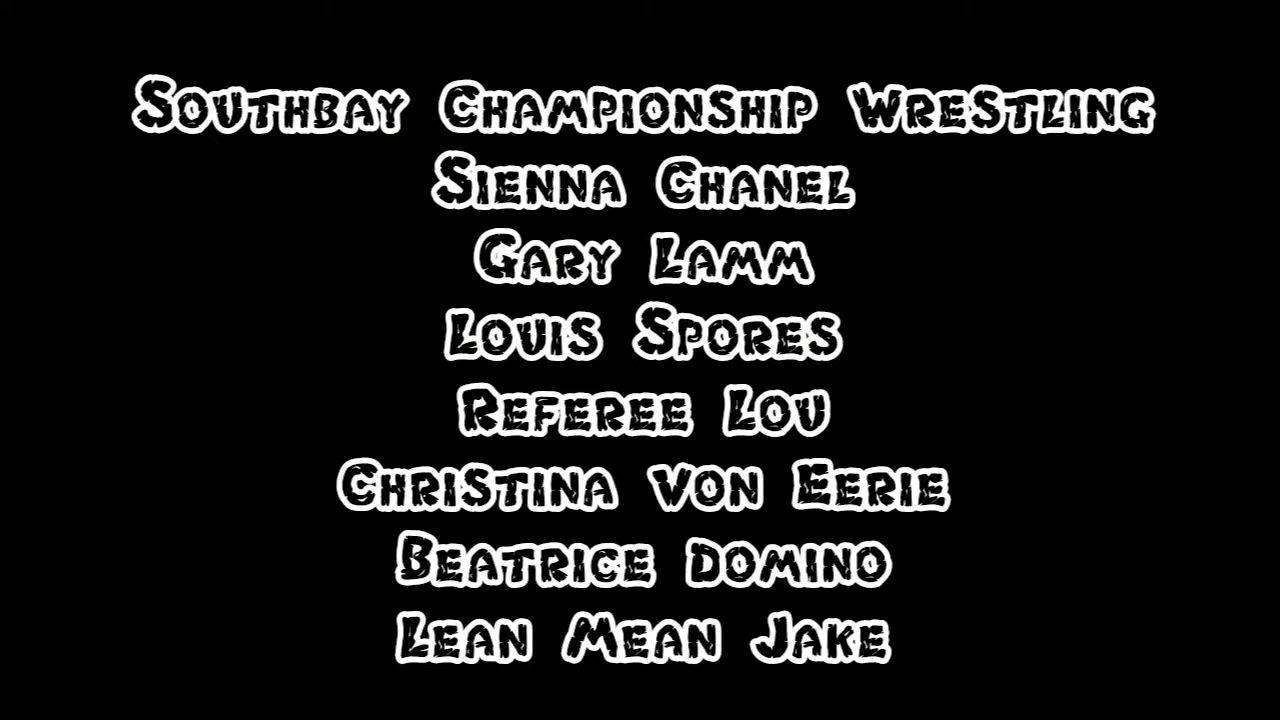 Southbay Championship Wrestling
Sienna Chanel
Gary Lamm
Louis Spores
Referee Lou
Christina von Eerie
Beatrice Domino
Lean Mean Jake